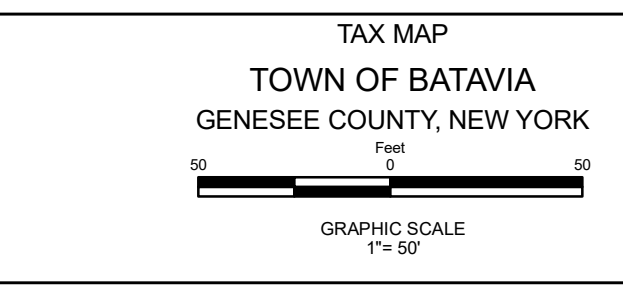 TAX MAP
TOWN OF BATAVIA
GENESEE COUNTY, NEW YORK
Feet
50 0 50
GRAPHIC SCALE
1"= 50'